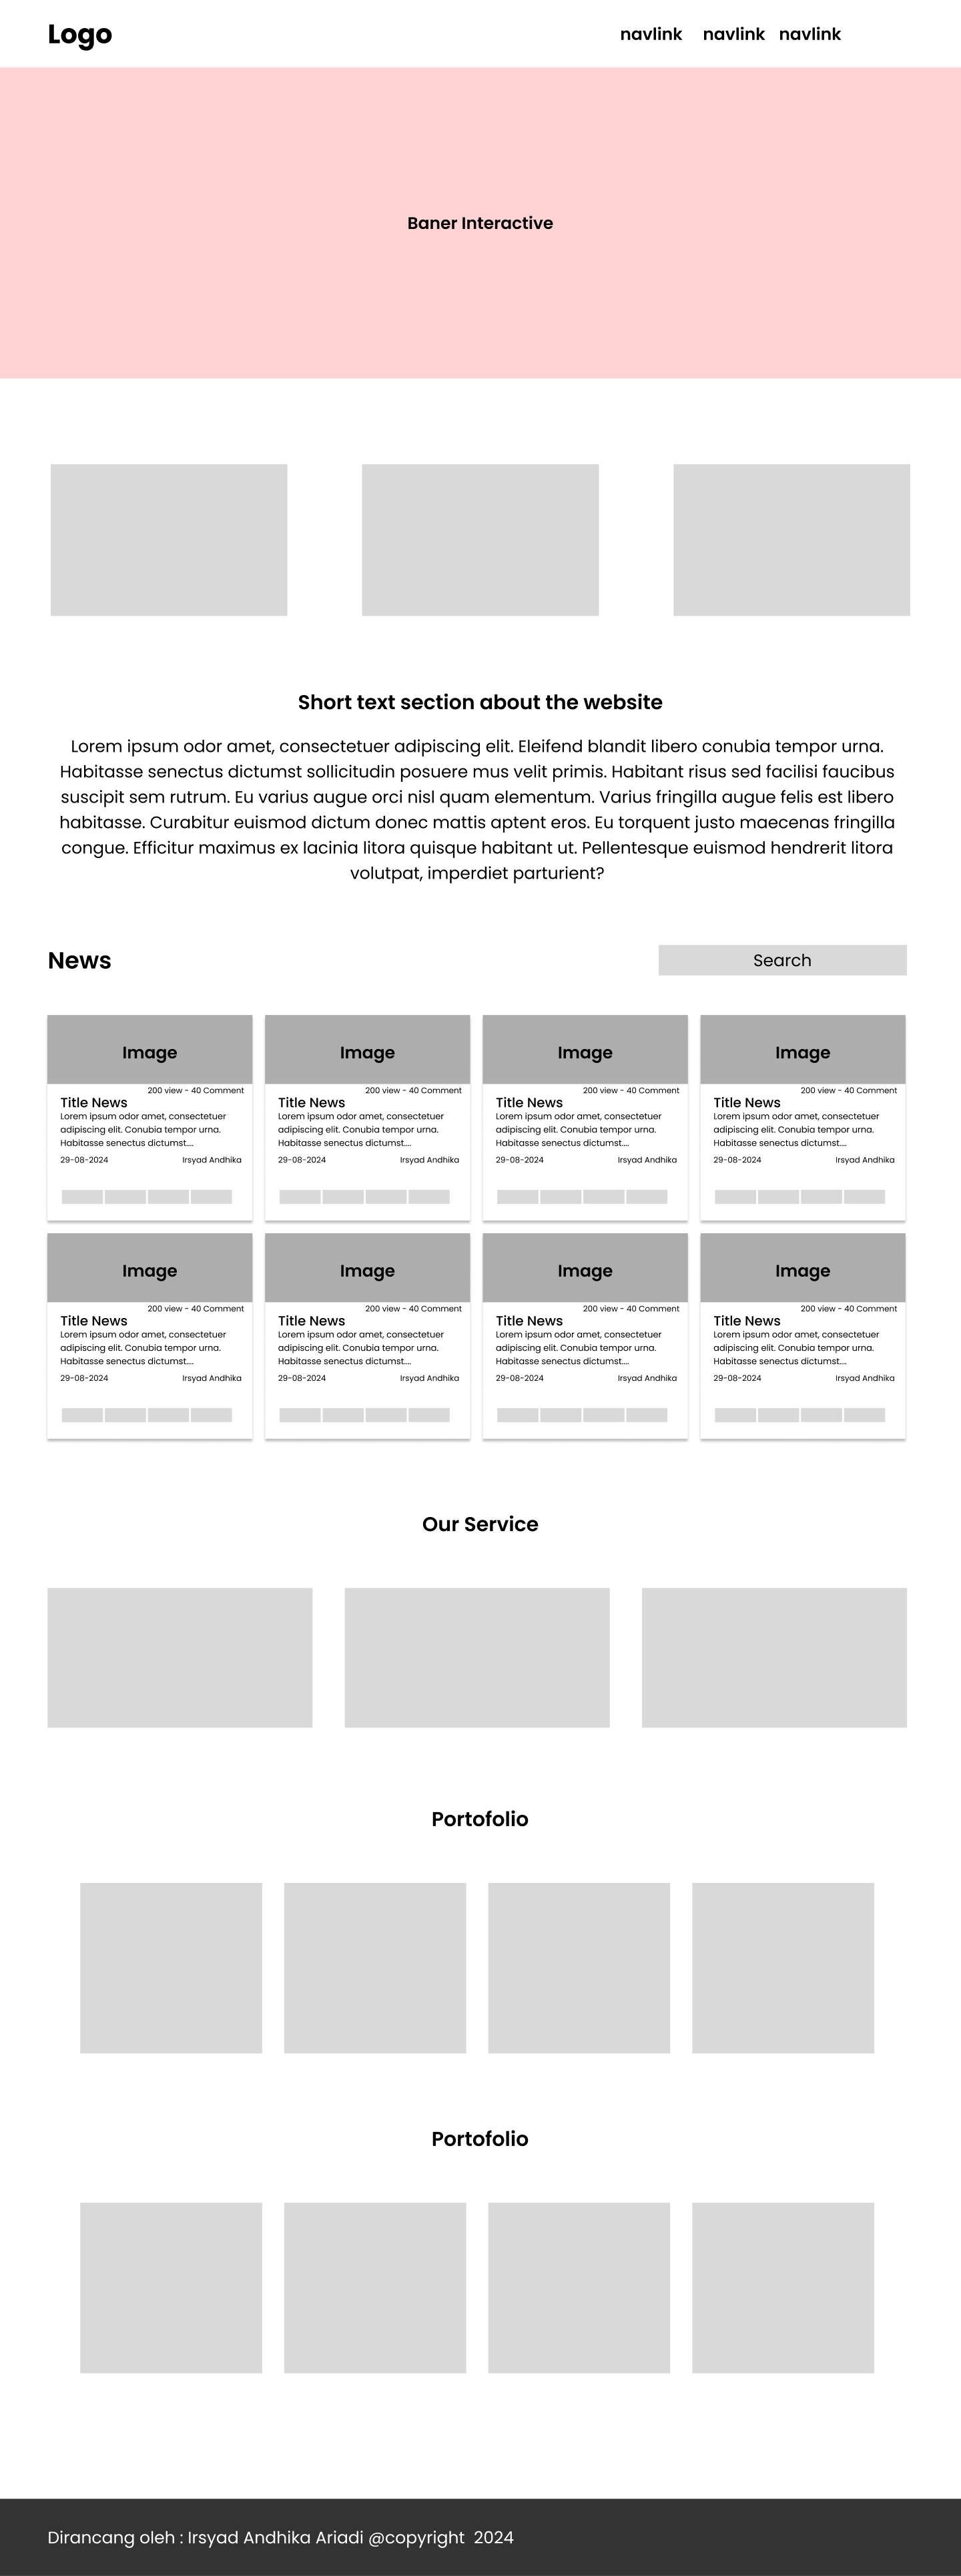 Logo
navlink navlink navlink
Baner Interactive
Short text section about the website
Lorem ipsum odor amet, consectetuer adipiscing elit. Eleifend blandit libero conubia tempor urna.
Habitasse senectus dictumst sollicitudin posuere mus velit primis. Habitant risus sed facilisi faucibus
suscipit sem rutrum. Eu varius augue orci nisl quam elementum. Varius fringilla augue felis est libero
habitasse. Curabitur euismod dictum donec mattis aptent eros. Eu torquent justo maecenas fringilla
congue. Efficitur maximus ex lacinia litora quisque habitant ut. Pellentesque euismod hendrerit litora
volutpat, imperdiet parturient?
News
Search
Image
200 view - 40 Comment
Title News
Lorem ipsum odor amet, consectetuer
adipiscing elit. Conubia tempor urna.
Habitasse senectus dictumst....
29-08-2024 Irsyad Andhika
Image
200 view - 40 Comment
Title News
Lorem ipsum odor amet, consectetuer
adipiscing elit. Conubia tempor urna.
Habitasse senectus dictumst....
29-08-2024 Irsyad Andhika
Image
200 view - 40 Comment
Title News
Lorem ipsum odor amet, consectetuer
adipiscing elit. Conubia tempor urna.
Habitasse senectus dictumst....
29-08-2024 Irsyad Andhika
Image
200 view - 40 Comment
Title News
Lorem ipsum odor amet, consectetuer
adipiscing elit. Conubia tempor urna.
Habitasse senectus dictumst....
29-08-2024 Irsyad Andhika
Image
200 view - 40 Comment
Title News
Lorem ipsum odor amet, consectetuer
adipiscing elit. Conubia tempor urna.
Habitasse senectus dictumst....
29-08-2024 Irsyad Andhika
Image
200 view - 40 Comment
Title News
Lorem ipsum odor amet, consectetuer
adipiscing elit. Conubia tempor urna.
Habitasse senectus dictumst....
29-08-2024 Irsyad Andhika
Image
200 view - 40 Comment
Title News
Lorem ipsum odor amet, consectetuer
adipiscing elit. Conubia tempor urna.
Habitasse senectus dictumst....
29-08-2024 Irsyad Andhika
Image
200 view - 40 Comment
Title News
Lorem ipsum odor amet, consectetuer
adipiscing elit. Conubia tempor urna.
Habitasse senectus dictumst....
29-08-2024 Irsyad Andhika
Our Service
Portofolio
Portofolio
Dirancang oleh : Irsyad Andhika Ariadi @copyright 2024